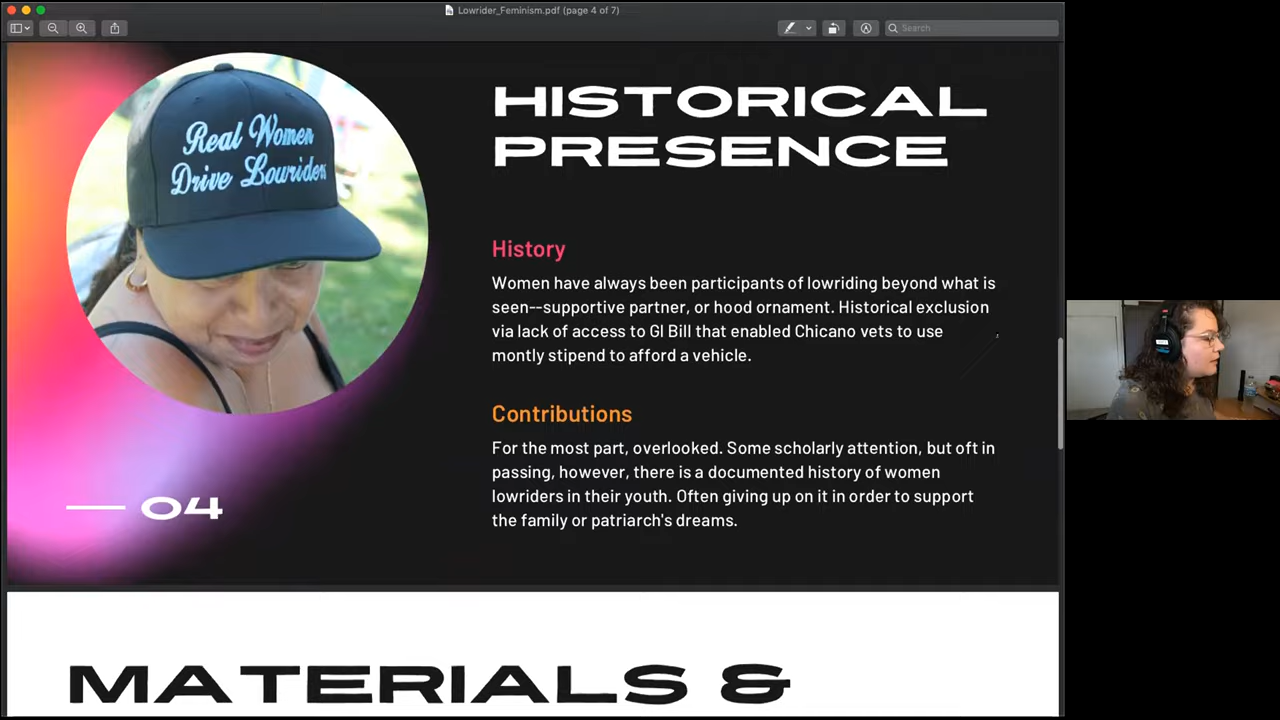 Lowrider_Feminism.pdf (page 4 of 7)
Search
Real Women
Drive Lowriders
HISTORICAL
PRESENCE
History
Women have always been participants of lowriding beyond what is
seen--supportive partner, or hood ornament. Historical exclusion
via lack of access to GI Bill that enabled Chicano vets to use
montly stipend to afford a vehicle.
Contributions
For the most part, overlooked. Some scholarly attention, but oft in
passing, however, there is a documented history of women
lowriders in their youth. Often giving up on it in order to support
the family or patriarch's dreams.
04
MATERIALS &